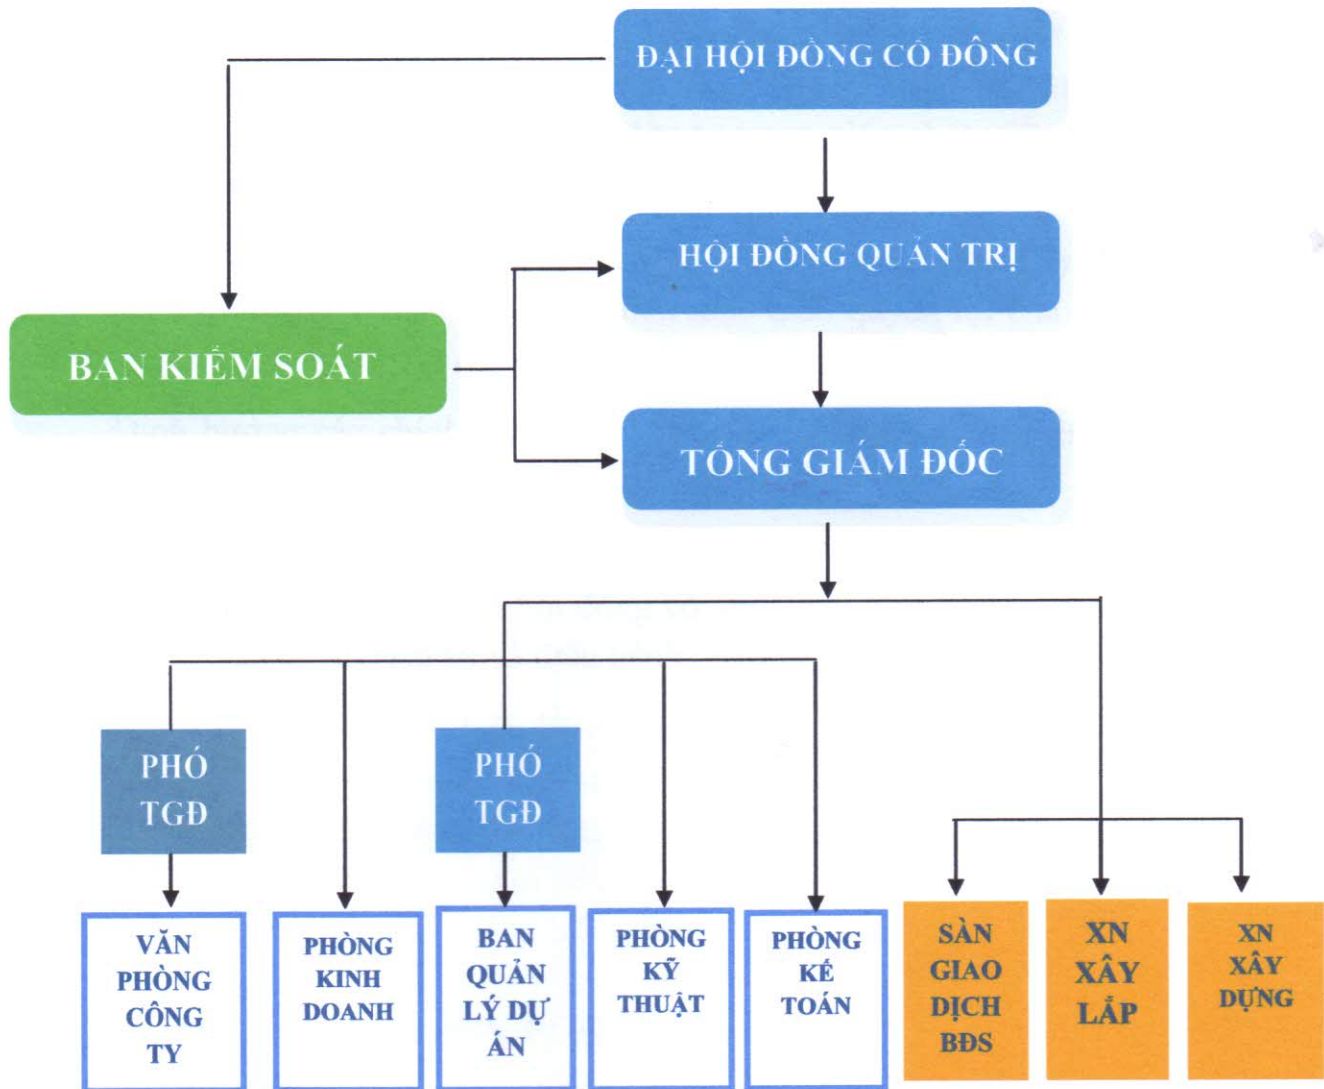 ĐẠI HỘI ĐỒNG CỔ ĐÔNG
HỘI ĐỒNG QUẢN TRỊ
BAN KIỂM SOÁT
TỔNG GIÁM ĐỐC
PHÓ
TGĐ
PHÓ
TGĐ
VĂN
PHÒNG
CÔNG
TY
PHÒNG
KINH
DOANH
BAN
QUẢN
LÝ DỰ
ÁN
PHÒNG
KỸ
THUẬT
PHÒNG
KẾ
TOÁN
SÀN
GIAO
DỊCH
BĐS
XN
XÂY
LẮP
XN
XÂY
DỰNG